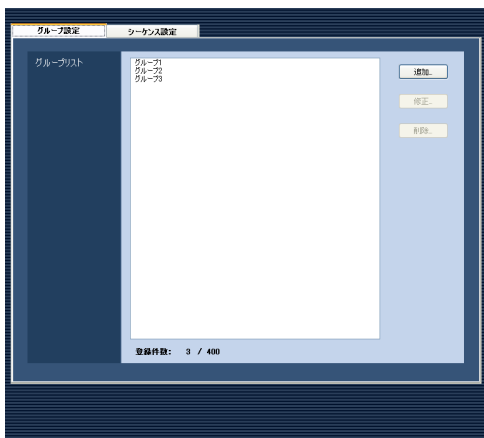 グループ設定
シーケンス設定
グループリスト
グループ1
グループ2
グループ3
追加...
修正...
削除...
登録件数: 3 / 400